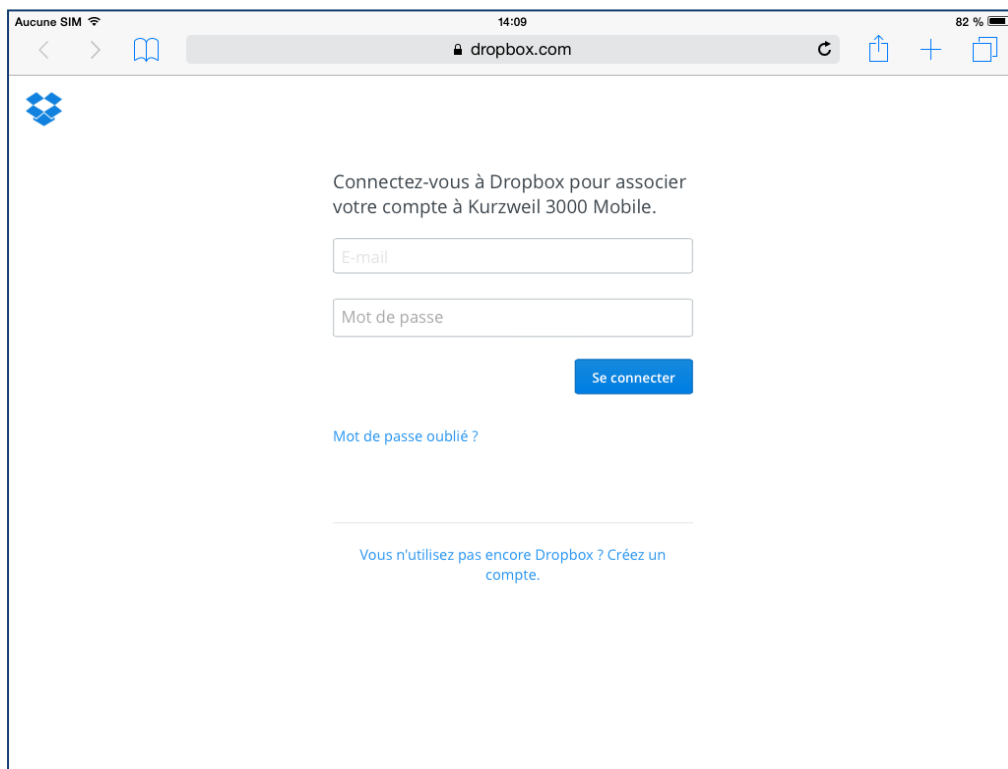 Aucune SIM 14:09 82 %
dropbox.com
Connectez-vous à Dropbox pour associer
votre compte à Kurzweil 3000 Mobile.
E-mail
Mot de passe
Se connecter
Mot de passe oublié ?
Vous n'utilisez pas encore Dropbox ? Créez un
compte.